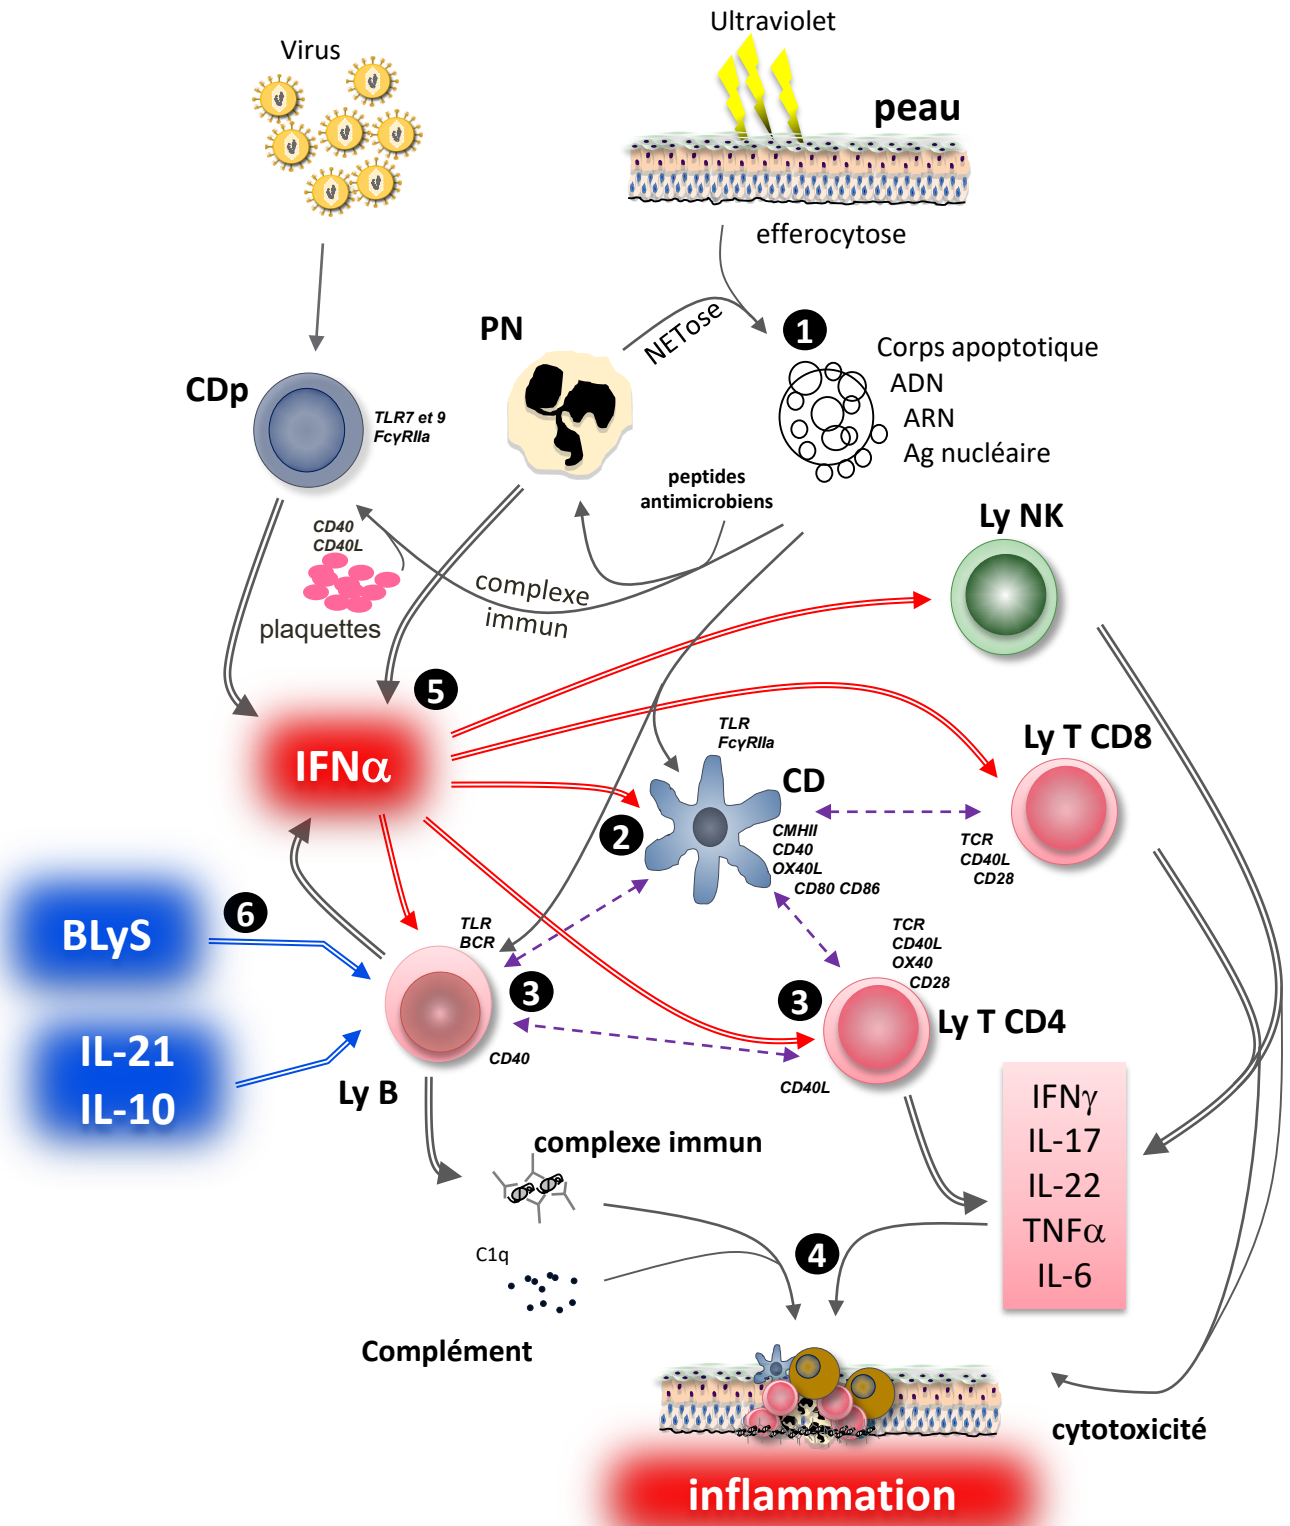 Ultraviolet
Virus
peau
efferocytose
PN
NETose
1
Corps apoptotique
ADN
ARN
Ag nucléaire
CDp
TLR7 et 9
FcγRIIa
peptides
antimicrobiens
Ly NK
CD40
CD40L
plaquettes
complexe
immun
5
IFNα
TLR
FcγRIIa
CD
Ly T CD8
2
CMHII
CD40
OX40L
CD80 CD86
TCR
CD40L
CD28
6
BLyS
TLR
BCR
TCR
CD40L
OX40
CD28
3
3
Ly T CD4
IL-21
IL-10
CD40
CD40L
Ly B
IFNγ
IL-17
IL-22
TNFα
IL-6
complexe immun
4
C1q
Complément
cytotoxicité
inflammation